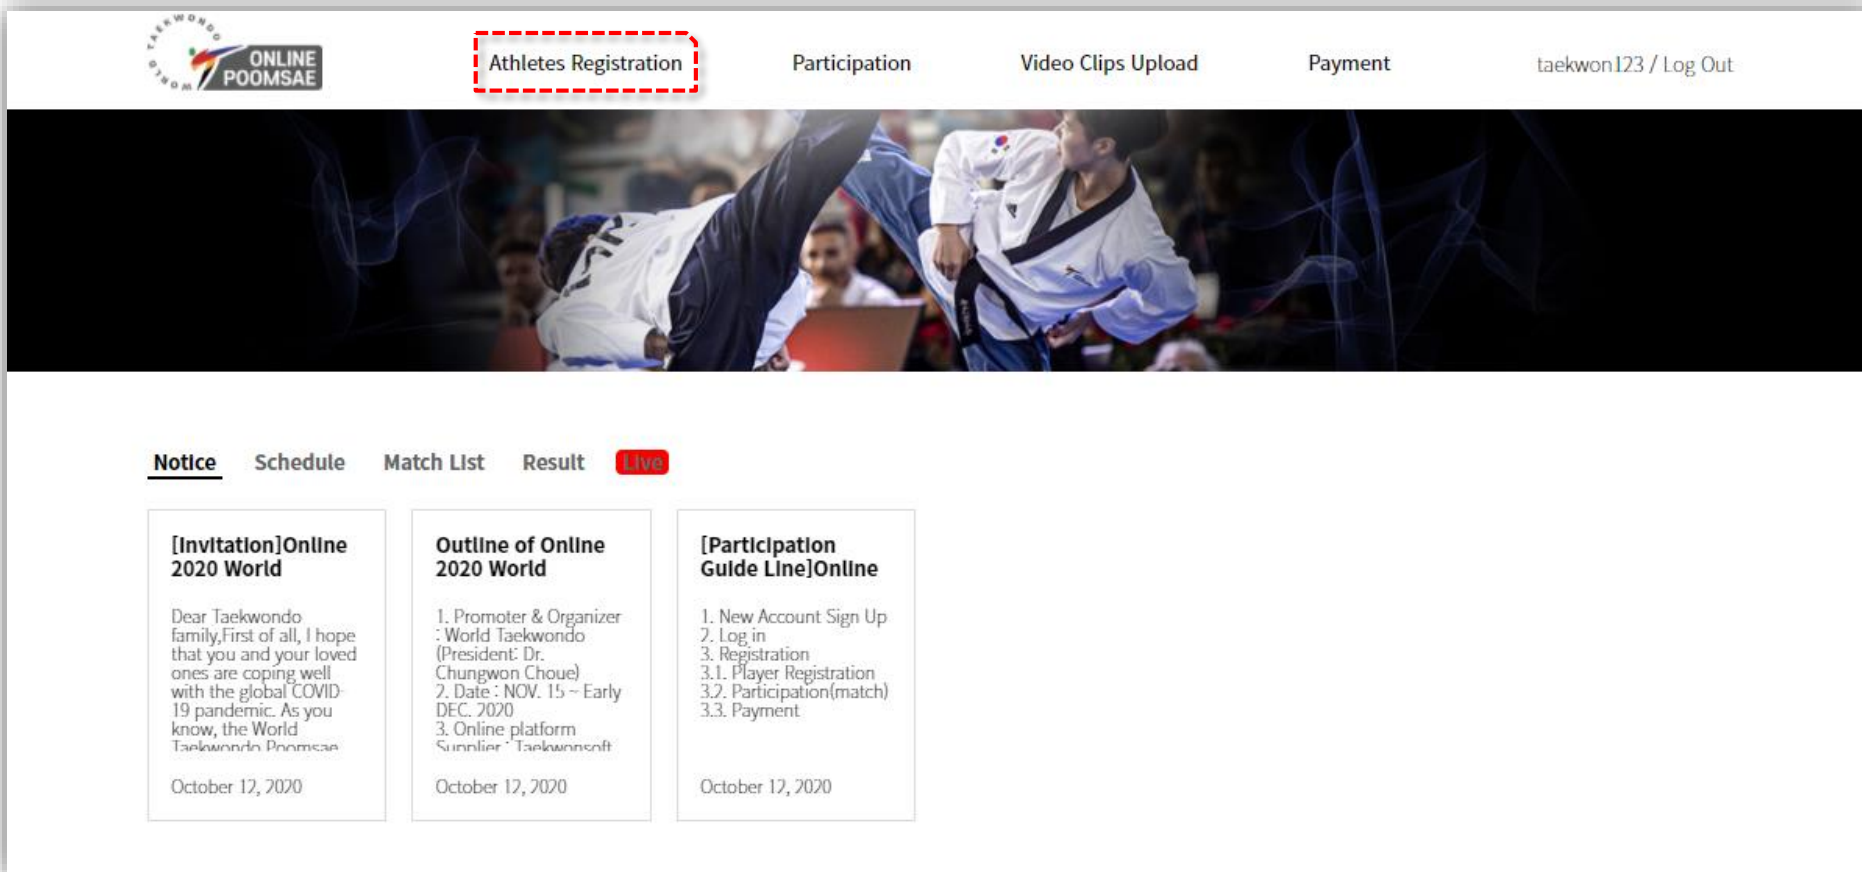 WORLD TAEKWONDO
ONLINE
POOMSAE
Athletes Registration
Participation
Video Clips Upload
Payment
taekwon123 / Log Out
Notice
Schedule
Match List
Result
Live
[Invitation]Online
2020 World
Dear Taekwondo
family,First of all, I hope
that you and your loved
ones are coping well
with the global COVID-
19 pandemic. As you
know, the World
Taekwondo Poomsae
October 12, 2020
Outline of Online
2020 World
1. Promoter & Organizer
: World Taekwondo
(President: Dr.
Chungwon Choue)
2. Date : NOV. 15 ~ Early
DEC. 2020
3. Online platform
Supplier : Taekwonsoft
October 12, 2020
[Participation
Guide Line]Online
1. New Account Sign Up
2. Log in
3. Registration
3.1. Player Registration
3.2. Participation(match)
3.3. Payment
October 12, 2020